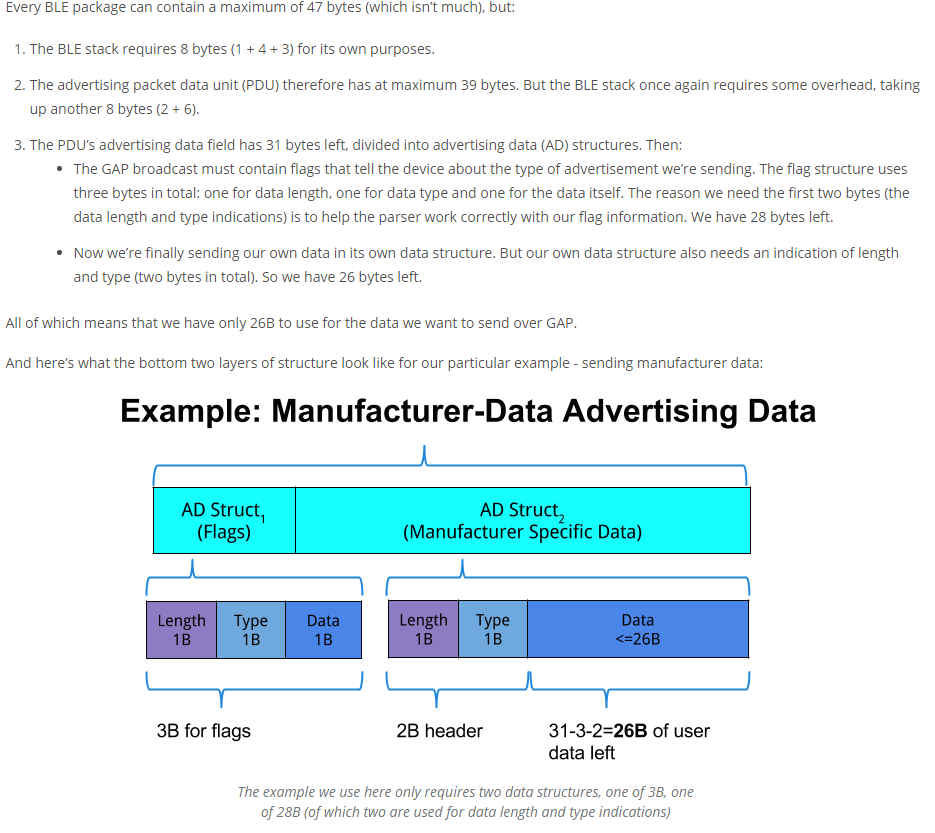 Every BLE package can contain a maximum of 47 bytes (which isn't much), but:
1. The BLE stack requires 8 bytes (1 + 4 + 3) for its own purposes.
2. The advertising packet data unit (PDU) therefore has at maximum 39 bytes. But the BLE stack once again requires some overhead, taking
up another 8 bytes (2 + 6).
3. The PDU's advertising data field has 31 bytes left, divided into advertising data (AD) structures. Then:
• The GAP broadcast must contain flags that tell the device about the type of advertisement we're sending. The flag structure uses
three bytes in total: one for data length, one for data type and one for the data itself. The reason we need the first two bytes (the
data length and type indications) is to help the parser work correctly with our flag information. We have 28 bytes left.
• Now we're finally sending our own data in its own data structure. But our own data structure also needs an indication of length
and type (two bytes in total). So we have 26 bytes left.
All of which means that we have only 26B to use for the data we want to send over GAP.
And here's what the bottom two layers of structure look like for our particular example - sending manufacturer data:
Example: Manufacturer-Data Advertising Data
AD Struct1
(Flags)
AD Struct2
(Manufacturer Specific Data)
Length
1B
Type
1B
Data
1B
Length
1B
Type
1B
Data
<=26B
3B for flags
2B header
31-3-2=26B of user
data left
The example we use here only requires two data structures, one of 3B, one
of 28B (of which two are used for data length and type indications)